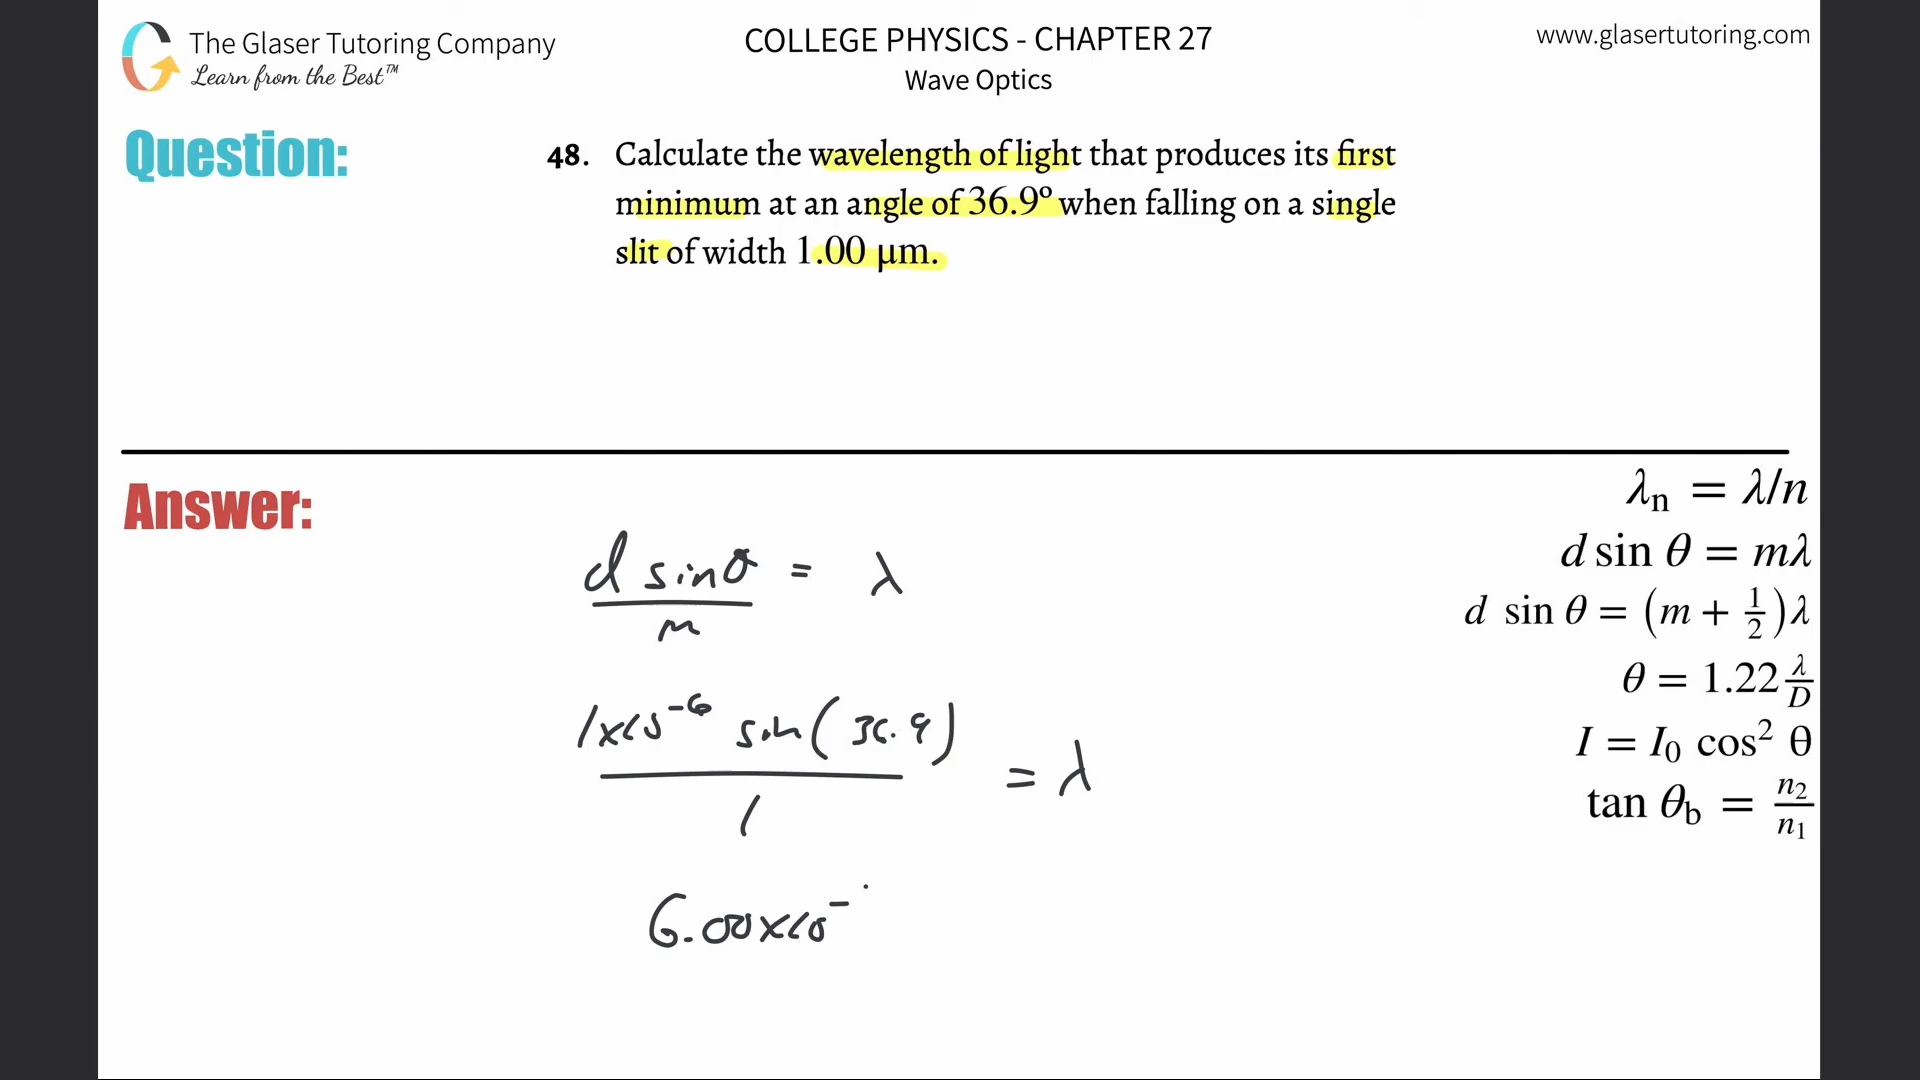 The Glaser Tutoring Company
Learn from the Best™
COLLEGE PHYSICS - CHAPTER 27
Wave Optics
www.glasertutoring.com
Question:
48. Calculate the wavelength of light that produces its first
minimum at an angle of 36.9º when falling on a single
slit of width 1.00 μm.
Answer:
d sinθ / m = λ
1x10⁻⁶ sin(36.9) / 1 = λ
6.00x10⁻
λₙ = λ/n
d sin θ = mλ
d sin θ = (m + 1/2)λ
θ = 1.22 λ/D
I = I₀ cos² θ
tan θb = n₂/n₁